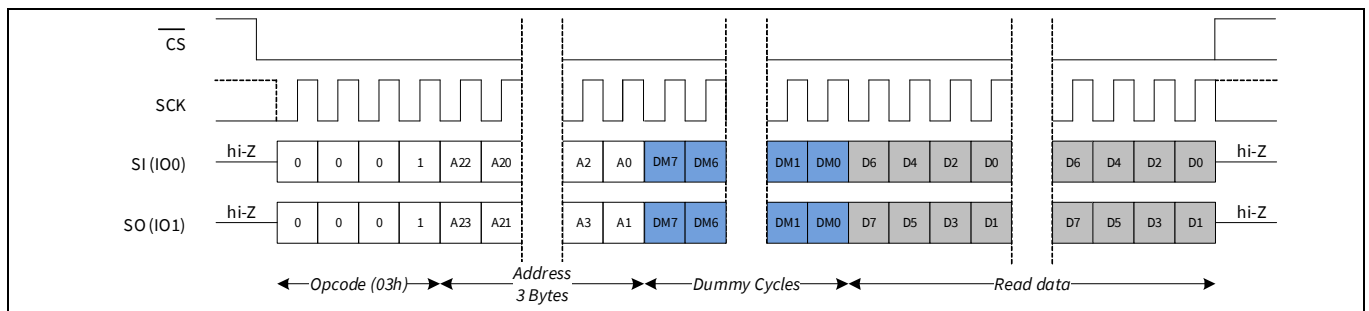 CS
SCK
SI (IO0) hi-Z 0 0 0 1 A22 A20 A2 A0 DM7 DM6 DM1 DM0 D6 D4 D2 D0 D6 D4 D2 D0 hi-Z
SO (IO1) hi-Z 0 0 0 1 A23 A21 A3 A1 DM7 DM6 DM1 DM0 D7 D5 D3 D1 D7 D5 D3 D1 hi-Z
Opcode (03h) Address Dummy Cycles Read data
3 Bytes